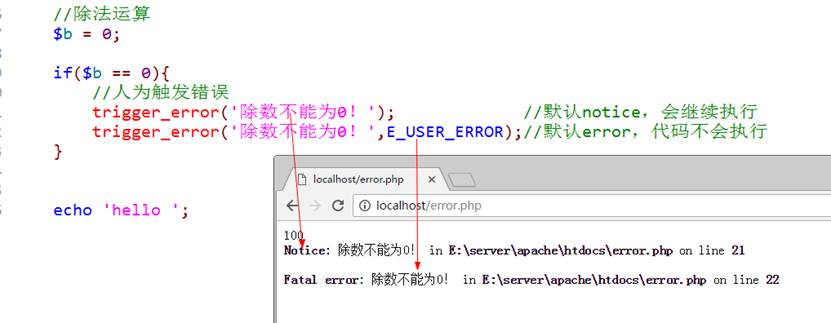 //除法运算
$b = 0;
if($b == 0){
//人为触发错误
trigger_error('除数不能为0! '); //默认notice，会继续执行
trigger_error('除数不能为0! ',E_USER_ERROR);//默认error，代码不会执行
}
echo 'hello ';
localhost/error.php ×
localhost/error.php
100
Notice: 除数不能为0! in E:\server\apache\htdocs\error.php on line 21
Fatal error: 除数不能为0! in E:\server\apache\htdocs\error.php on line 22